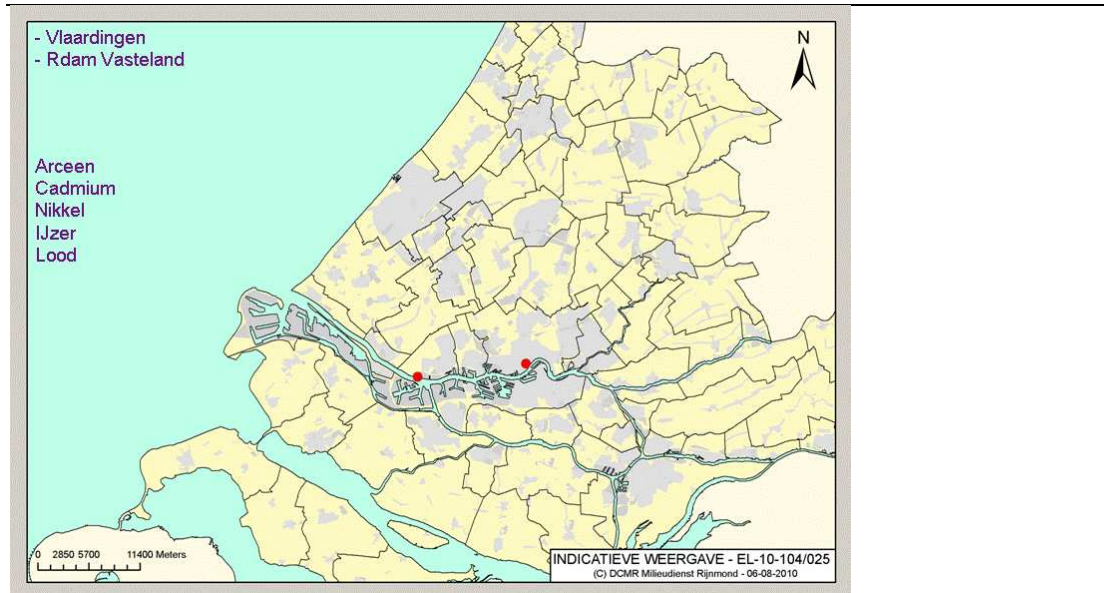 - Vlaardingen
- Rdam Vasteland
N
Arceen
Cadmium
Nikkel
IJzer
Lood
0 2850 5700 11400 Meters
INDICATIEVE WEERGAVE - EL-10-104/025
(C) DCMR Milieudienst Rijnmond - 06-08-2010